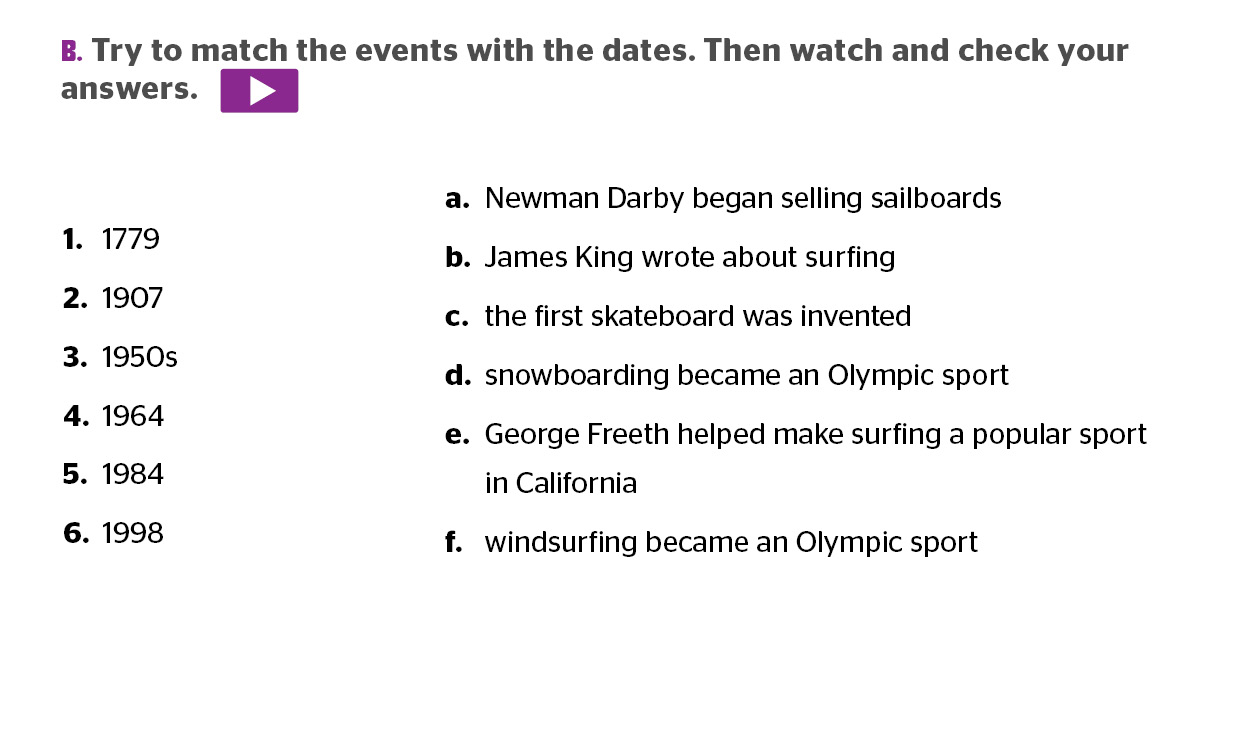 B. Try to match the events with the dates. Then watch and check your
answers.
1. 1779
2. 1907
3. 1950s
4. 1964
5. 1984
6. 1998
a. Newman Darby began selling sailboards
b. James King wrote about surfing
c. the first skateboard was invented
d. snowboarding became an Olympic sport
e. George Freeth helped make surfing a popular sport
in California
f. windsurfing became an Olympic sport